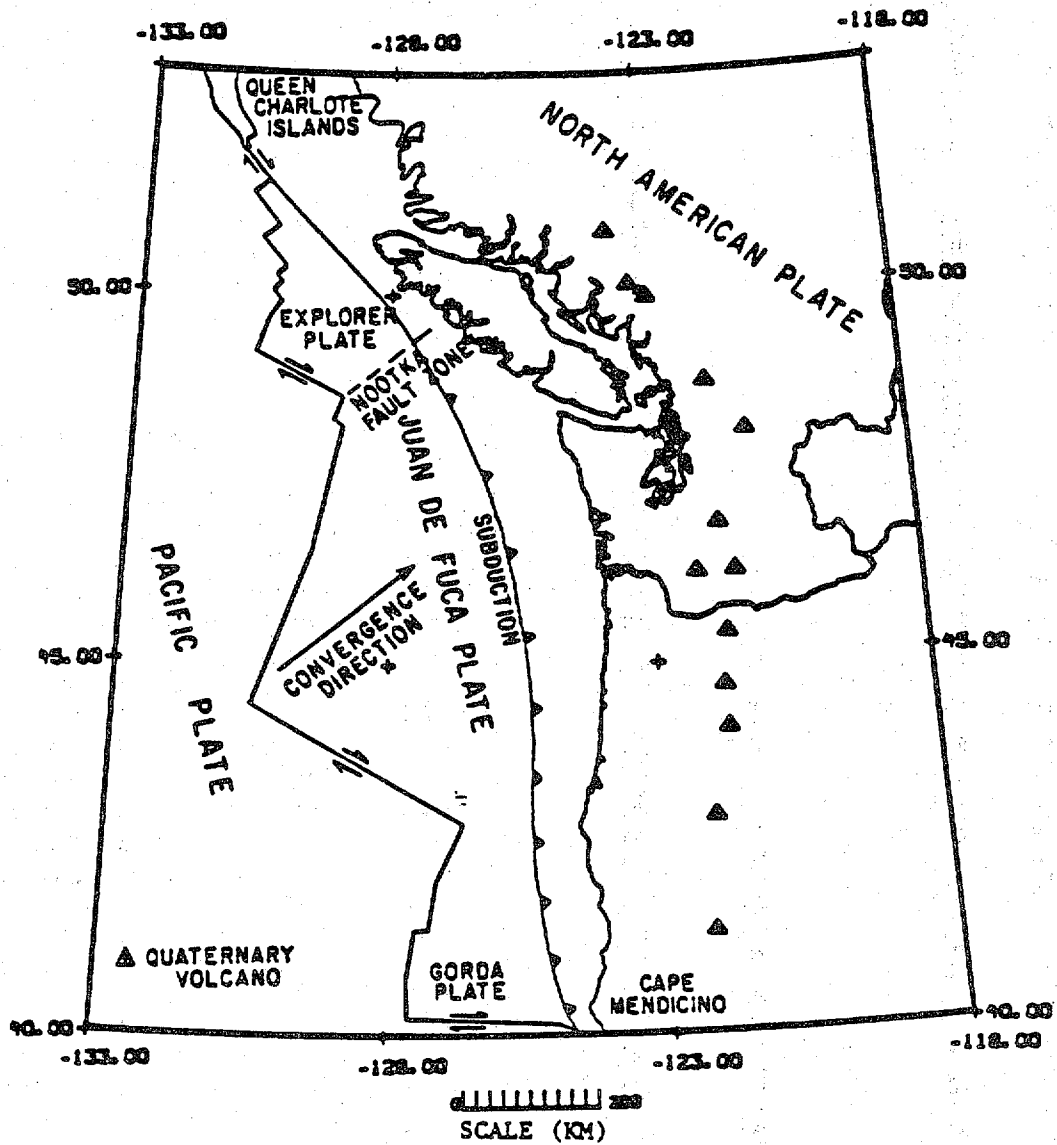 -133.00
-128.00
-123.00
-118.00
QUEEN
CHARLOTE
ISLANDS
NORTH AMERICAN PLATE
50.00
50.00
EXPLORER
PLATE
NOOTKA
FAULT ZONE
JUAN DE FUCA PLATE
SUBDUCTION
PACIFIC PLATE
CONVERGENCE
DIRECTION
45.00
45.00
QUATERNARY
VOLCANO
GORDA
PLATE
CAPE
MENDICINO
40.00
40.00
-133.00
-128.00
-123.00
-118.00
0
200
SCALE (KM)